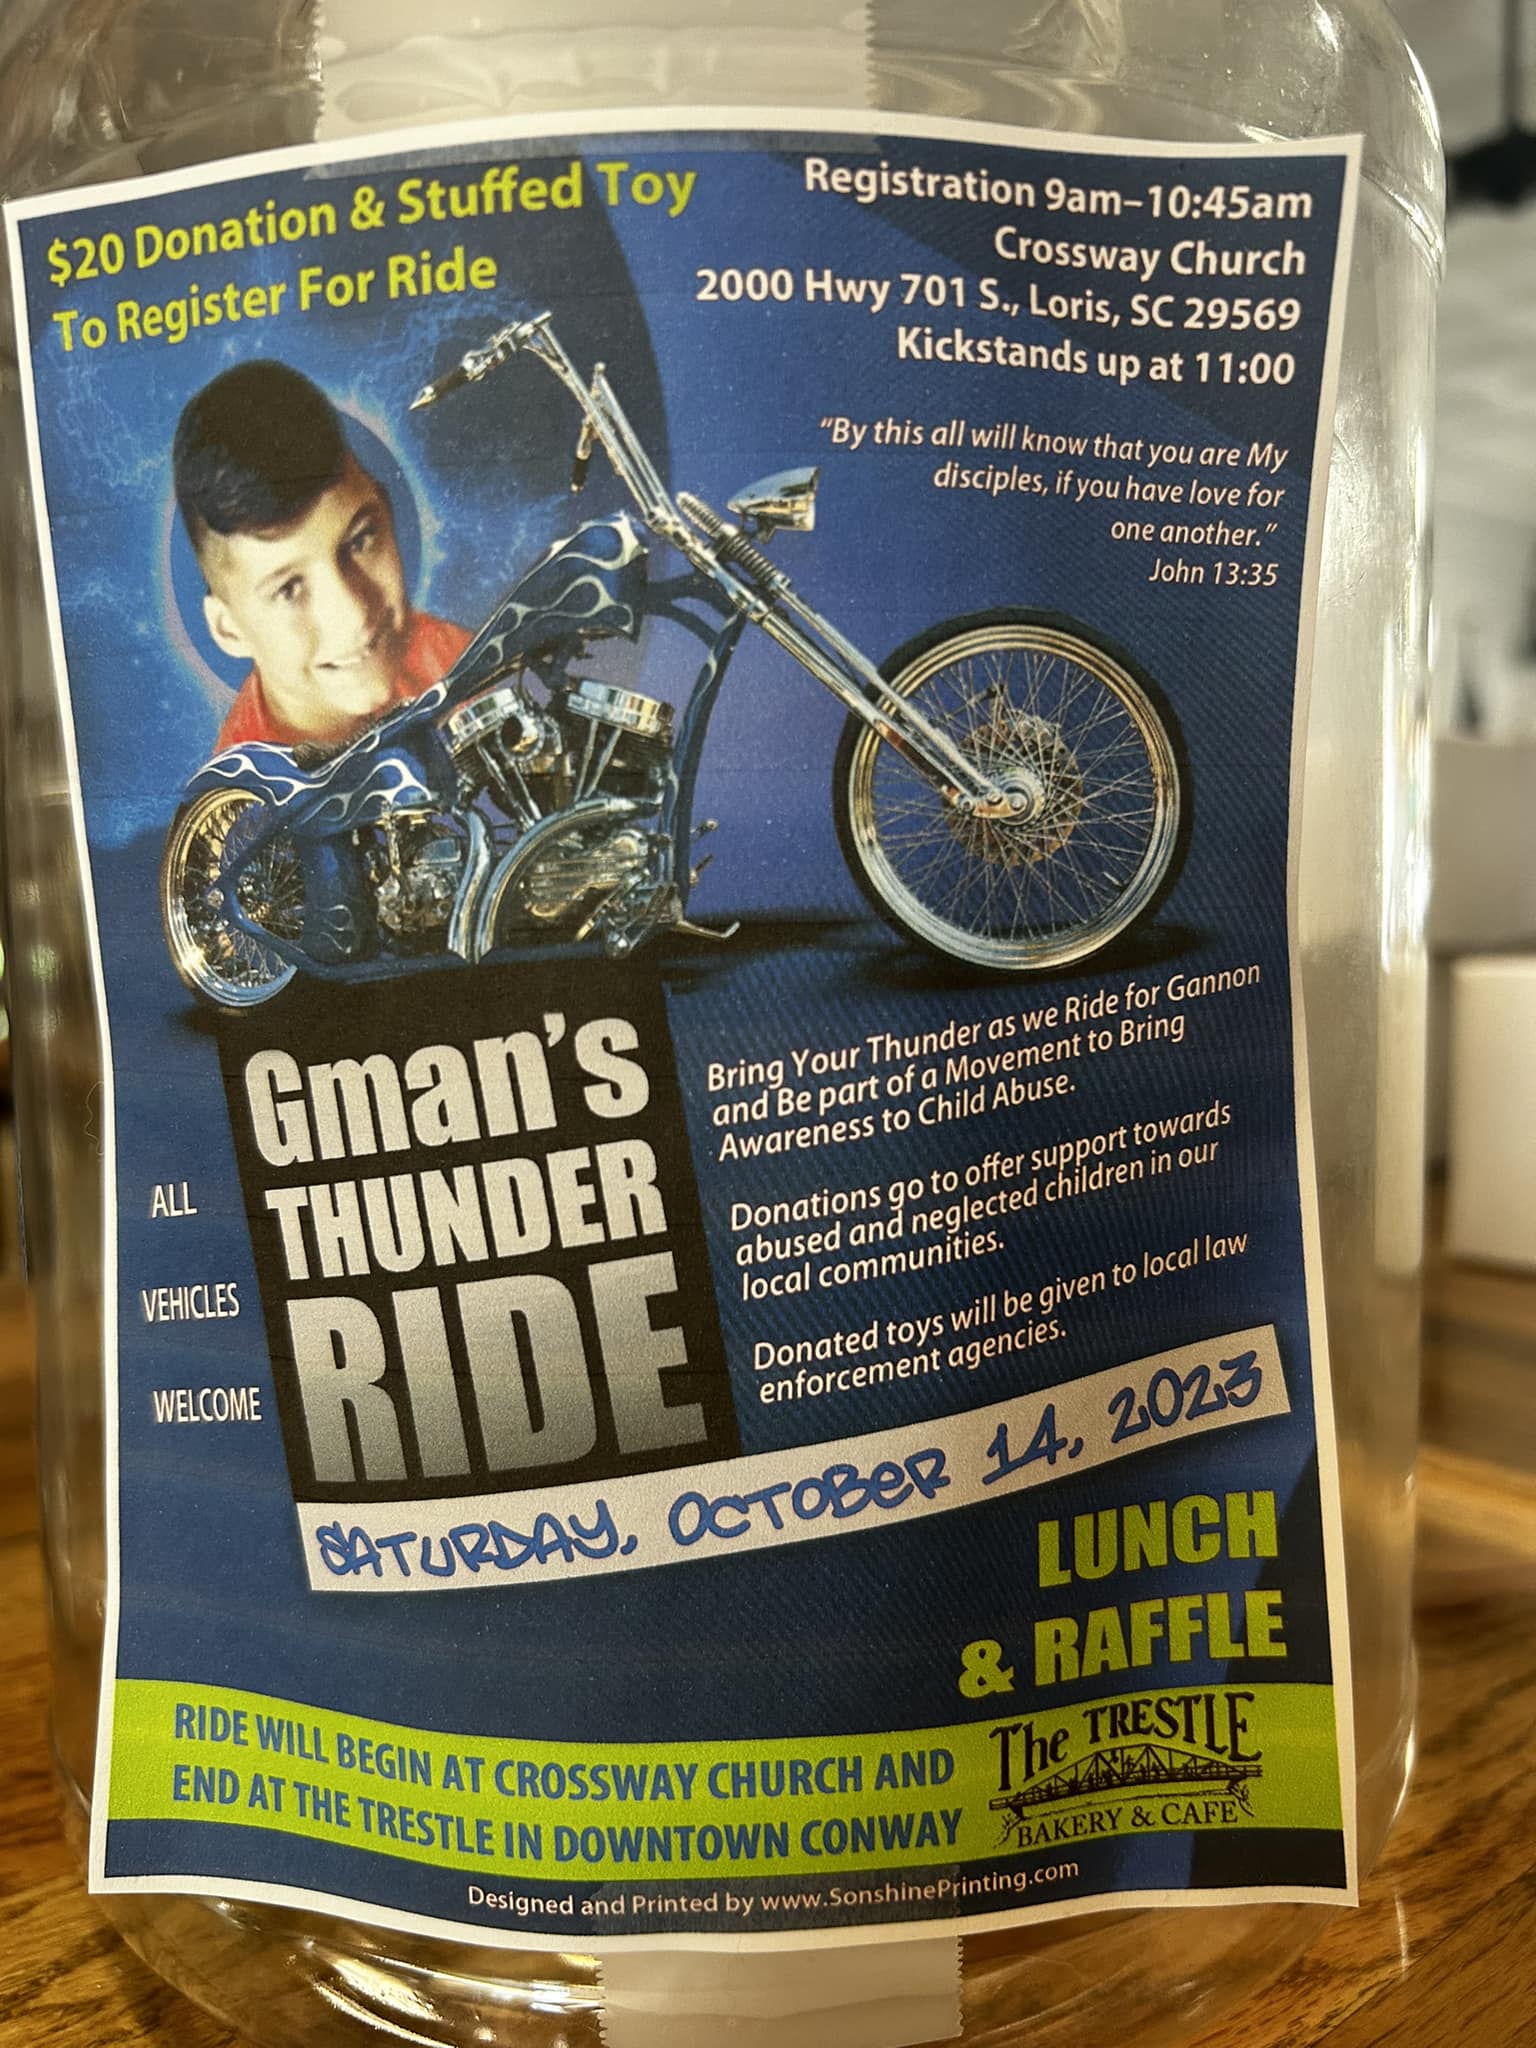 $20 Donation & Stuffed Toy
To Register For Ride
Registration 9am–10:45am
Crossway Church
2000 Hwy 701 S., Loris, SC 29569
Kickstands up at 11:00
“By this all will know that you are My
disciples, if you have love for
one another.”
John 13:35
Gman’s
THUNDER
RIDE
ALL
VEHICLES
WELCOME
Bring Your Thunder as we Ride for Gannon
and Be part of a Movement to Bring
Awareness to Child Abuse.
Donations go to offer support towards
abused and neglected children in our
local communities.
Donated toys will be given to local law
enforcement agencies.
SATURDAY, OCTOBER 14, 2023
LUNCH
& RAFFLE
RIDE WILL BEGIN AT CROSSWAY CHURCH AND
END AT THE TRESTLE IN DOWNTOWN CONWAY
The TRESTLE
BAKERY & CAFE
Designed and Printed by www.SonshinePrinting.com